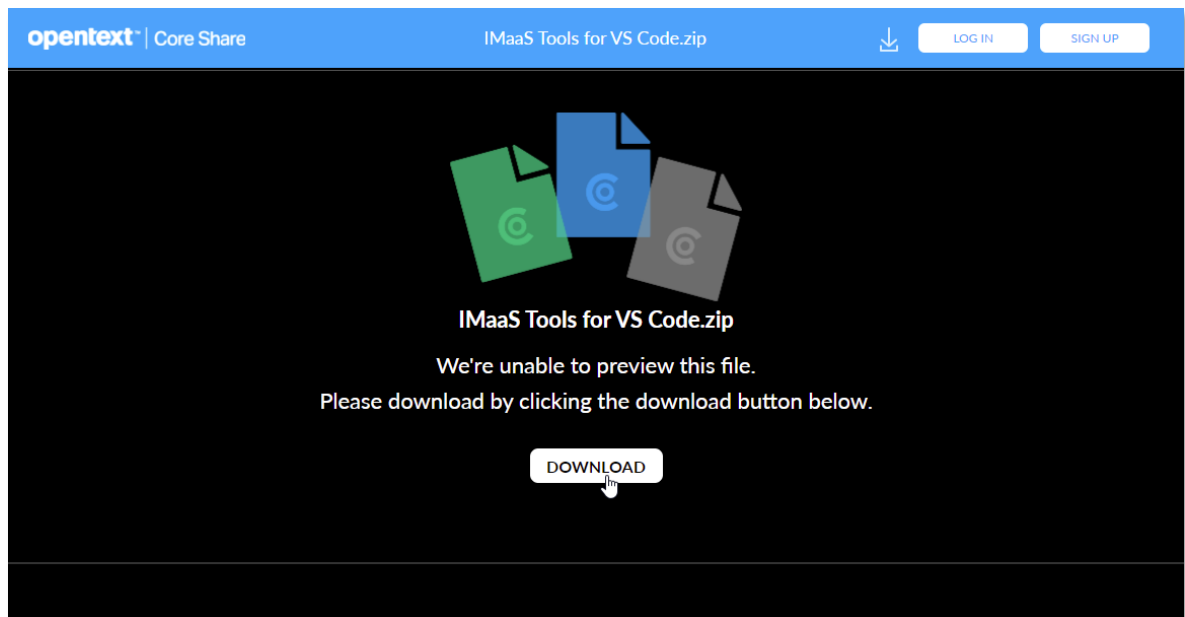 opentext™ | Core Share
IMaaS Tools for VS Code.zip
LOG IN
SIGN UP
IMaaS Tools for VS Code.zip
We're unable to preview this file.
Please download by clicking the download button below.
DOWNLOAD